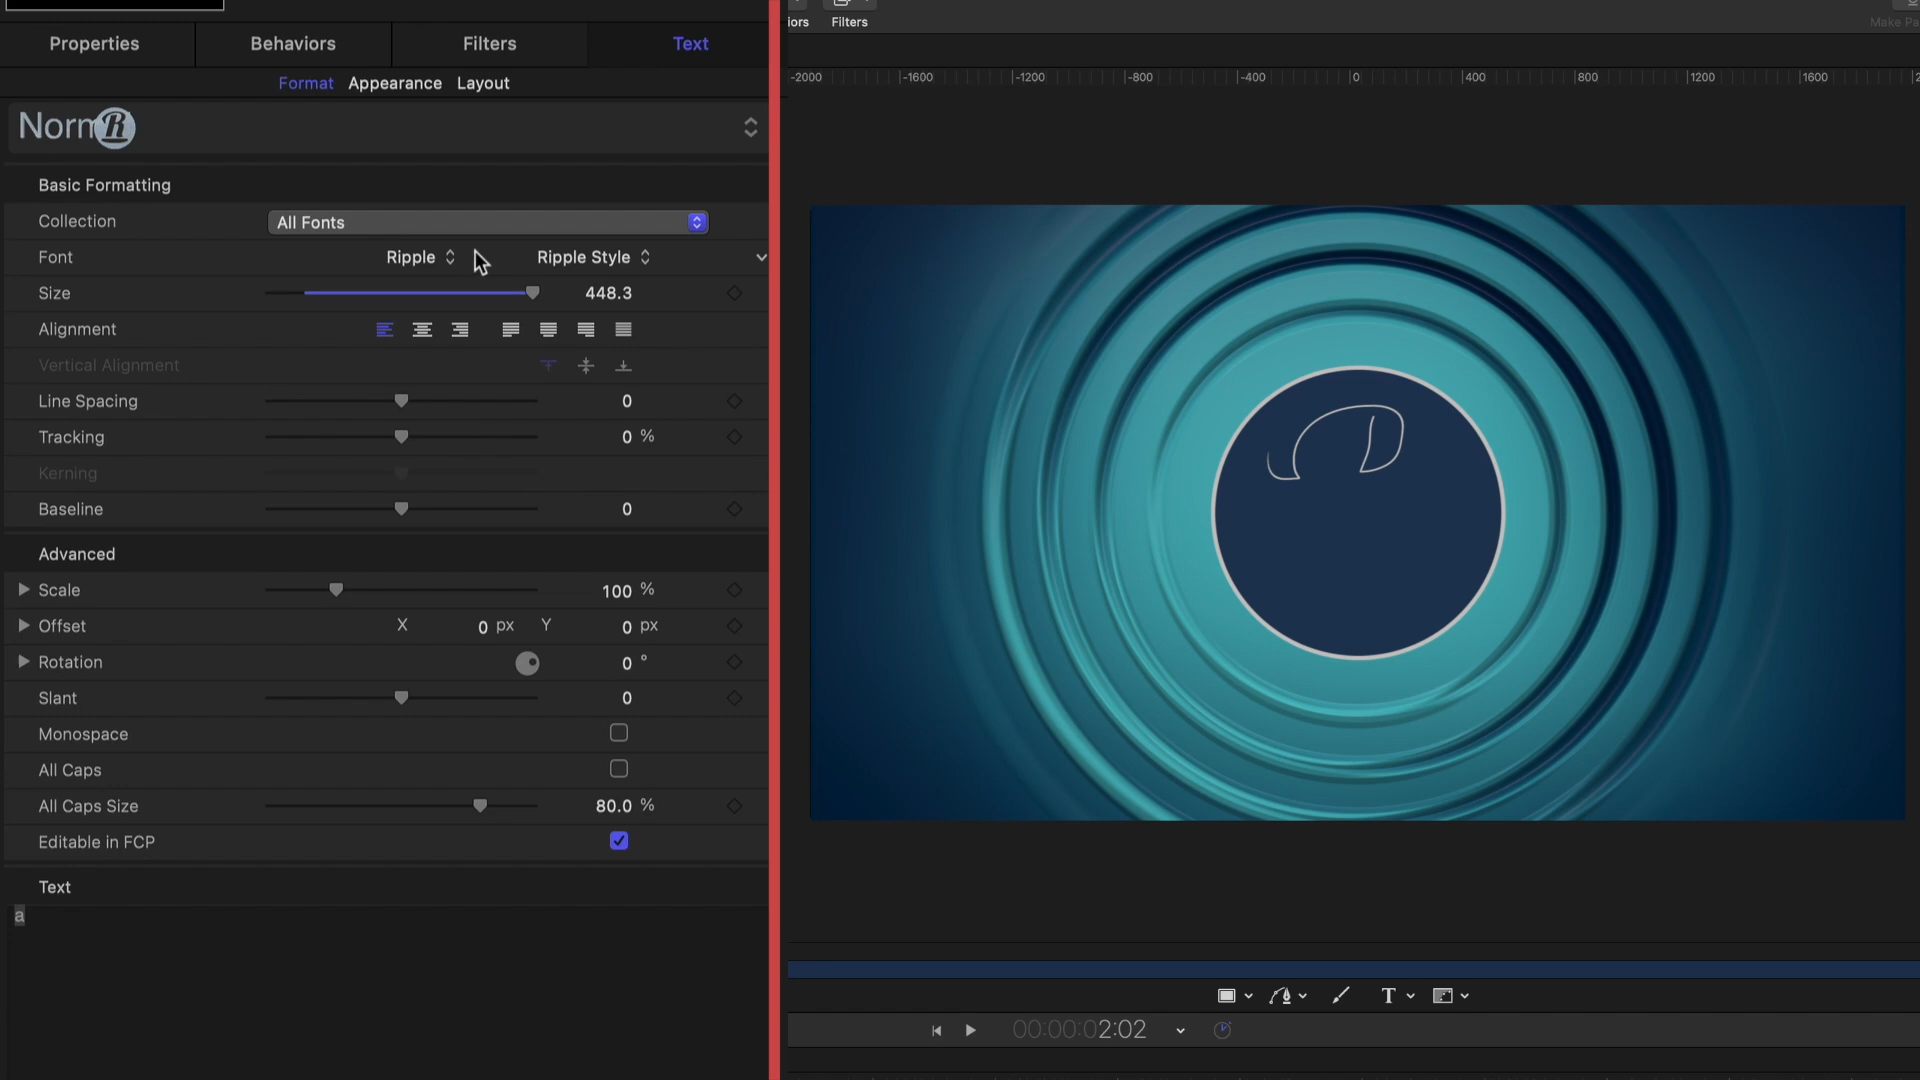 Properties Behaviors Filters Text
Format Appearance Layout
Basic Formatting
Collection All Fonts
Font Ripple Ripple Style
Size 448.3
Alignment
Vertical Alignment
Line Spacing 0
Tracking 0 %
Kerning
Baseline 0
Advanced
Scale 100 %
Offset X 0 px Y 0 px
Rotation 0 °
Slant 0
Monospace
All Caps
All Caps Size 80.0 %
Editable in FCP
Text
a
iors Filters
Make Pa
-2000 -1600 -1200 -800 -400 0 400 800 1200 1600
T
00:00:02:02